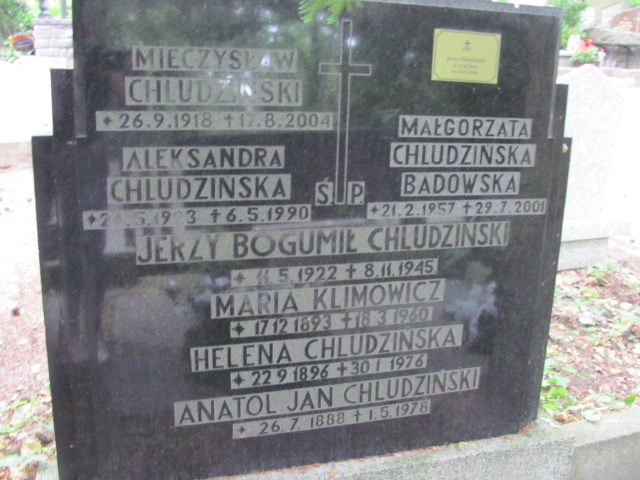 MIECZYSŁAW
CHLUDZIŃSKI
✦26.9.1918 ✝17.8.2004
ALEKSANDRA
CHLUDZIŃSKA
✝6.5.1990
Ś P.
MAŁGORZATA
CHLUDZIŃSKA
BADOWSKA
✦21.2.1957 ✝29.7.2001
JERZY BOGUMIŁ CHLUDZIŃSKI
✦11.5.1922 ✝8.11.1945
MARIA KLIMOWICZ
✦17.12.1893 ✝18.3.1960
HELENA CHLUDZIŃSKA
✦22.9.1896 ✝30.1.1976
ANATOL JAN CHLUDZIŃSKI
✦26.7.1888 ✝1.5.1978